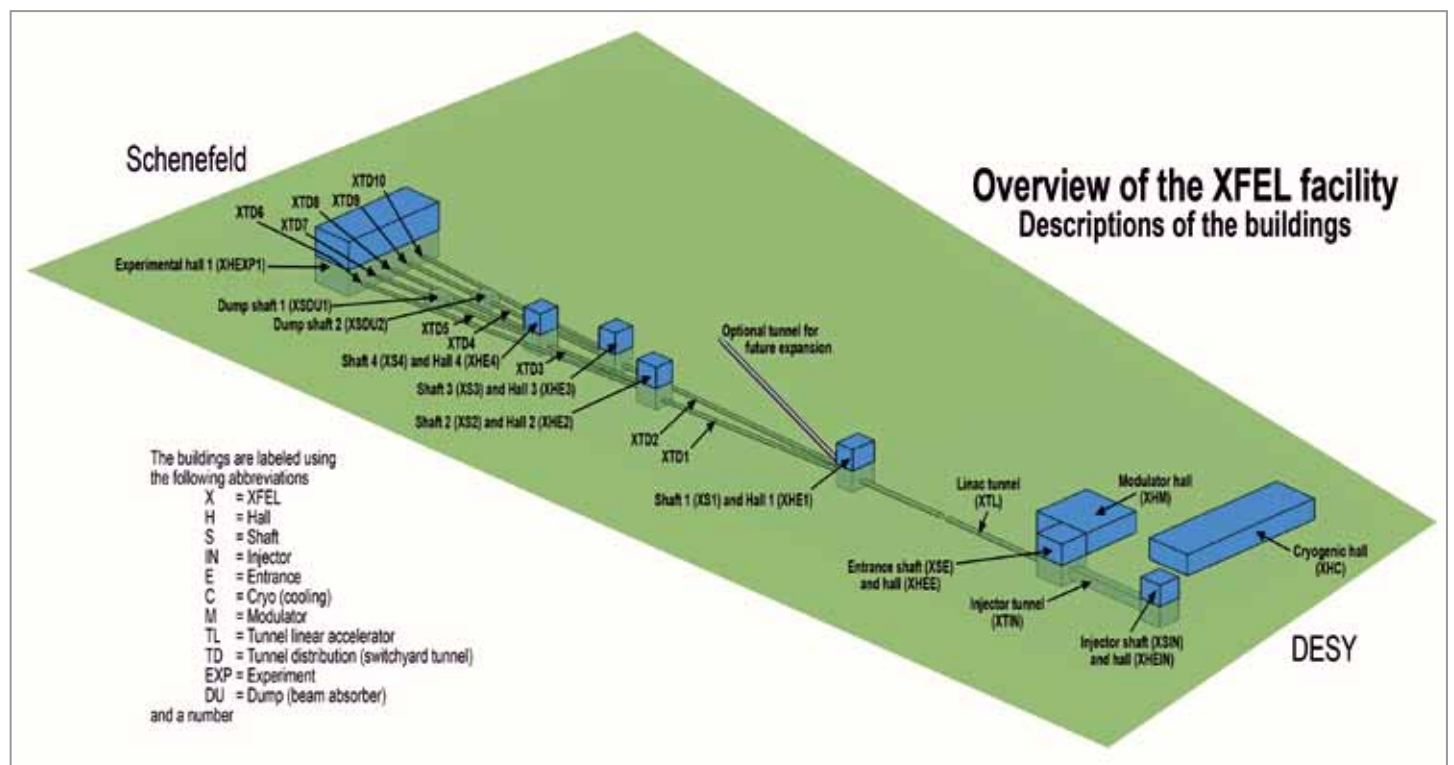 Schenefeld
Overview of the XFEL facility
Descriptions of the buildings
XTD10
XTD9
XTD8
XTD7
XTD6
Experimental hall 1 (XHEXP1)
Dump shaft 1 (XSDU1)
Dump shaft 2 (XSDU2)
XTD5
XTD4
Shaft 4 (XS4) and Hall 4 (XHE4)
XTD3
Shaft 3 (XS3) and Hall 3 (XHE3)
Shaft 2 (XS2) and Hall 2 (XHE2)
Optional tunnel for
future expansion
XTD2
XTD1
Shaft 1 (XS1) and Hall 1 (XHE1)
Linac tunnel
(XTL)
Modulator hall
(XHM)
Entrance shaft (XSE)
and hall (XHEE)
Cryogenic hall
(XHC)
Injector tunnel
(XTIN)
Injector shaft (XSIN)
and hall (XHEIN)
DESY
The buildings are labeled using
the following abbreviations
X = XFEL
H = Hall
S = Shaft
IN = Injector
E = Entrance
C = Cryo (cooling)
M = Modulator
TL = Tunnel linear accelerator
TD = Tunnel distribution (switchyard tunnel)
EXP = Experiment
DU = Dump (beam absorber)
and a number